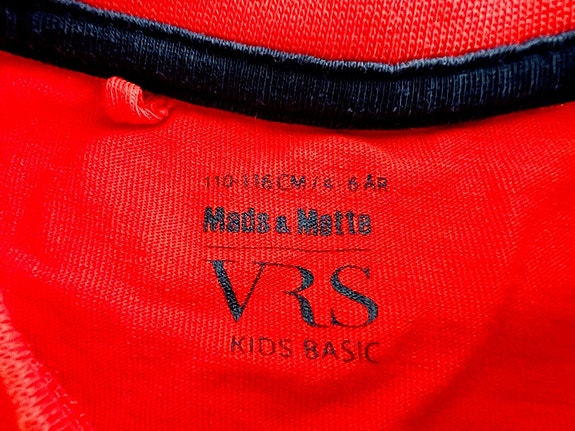 110-116 CM / 4-6 ÅR
Mads & Mette
VRS
KIDS BASIC